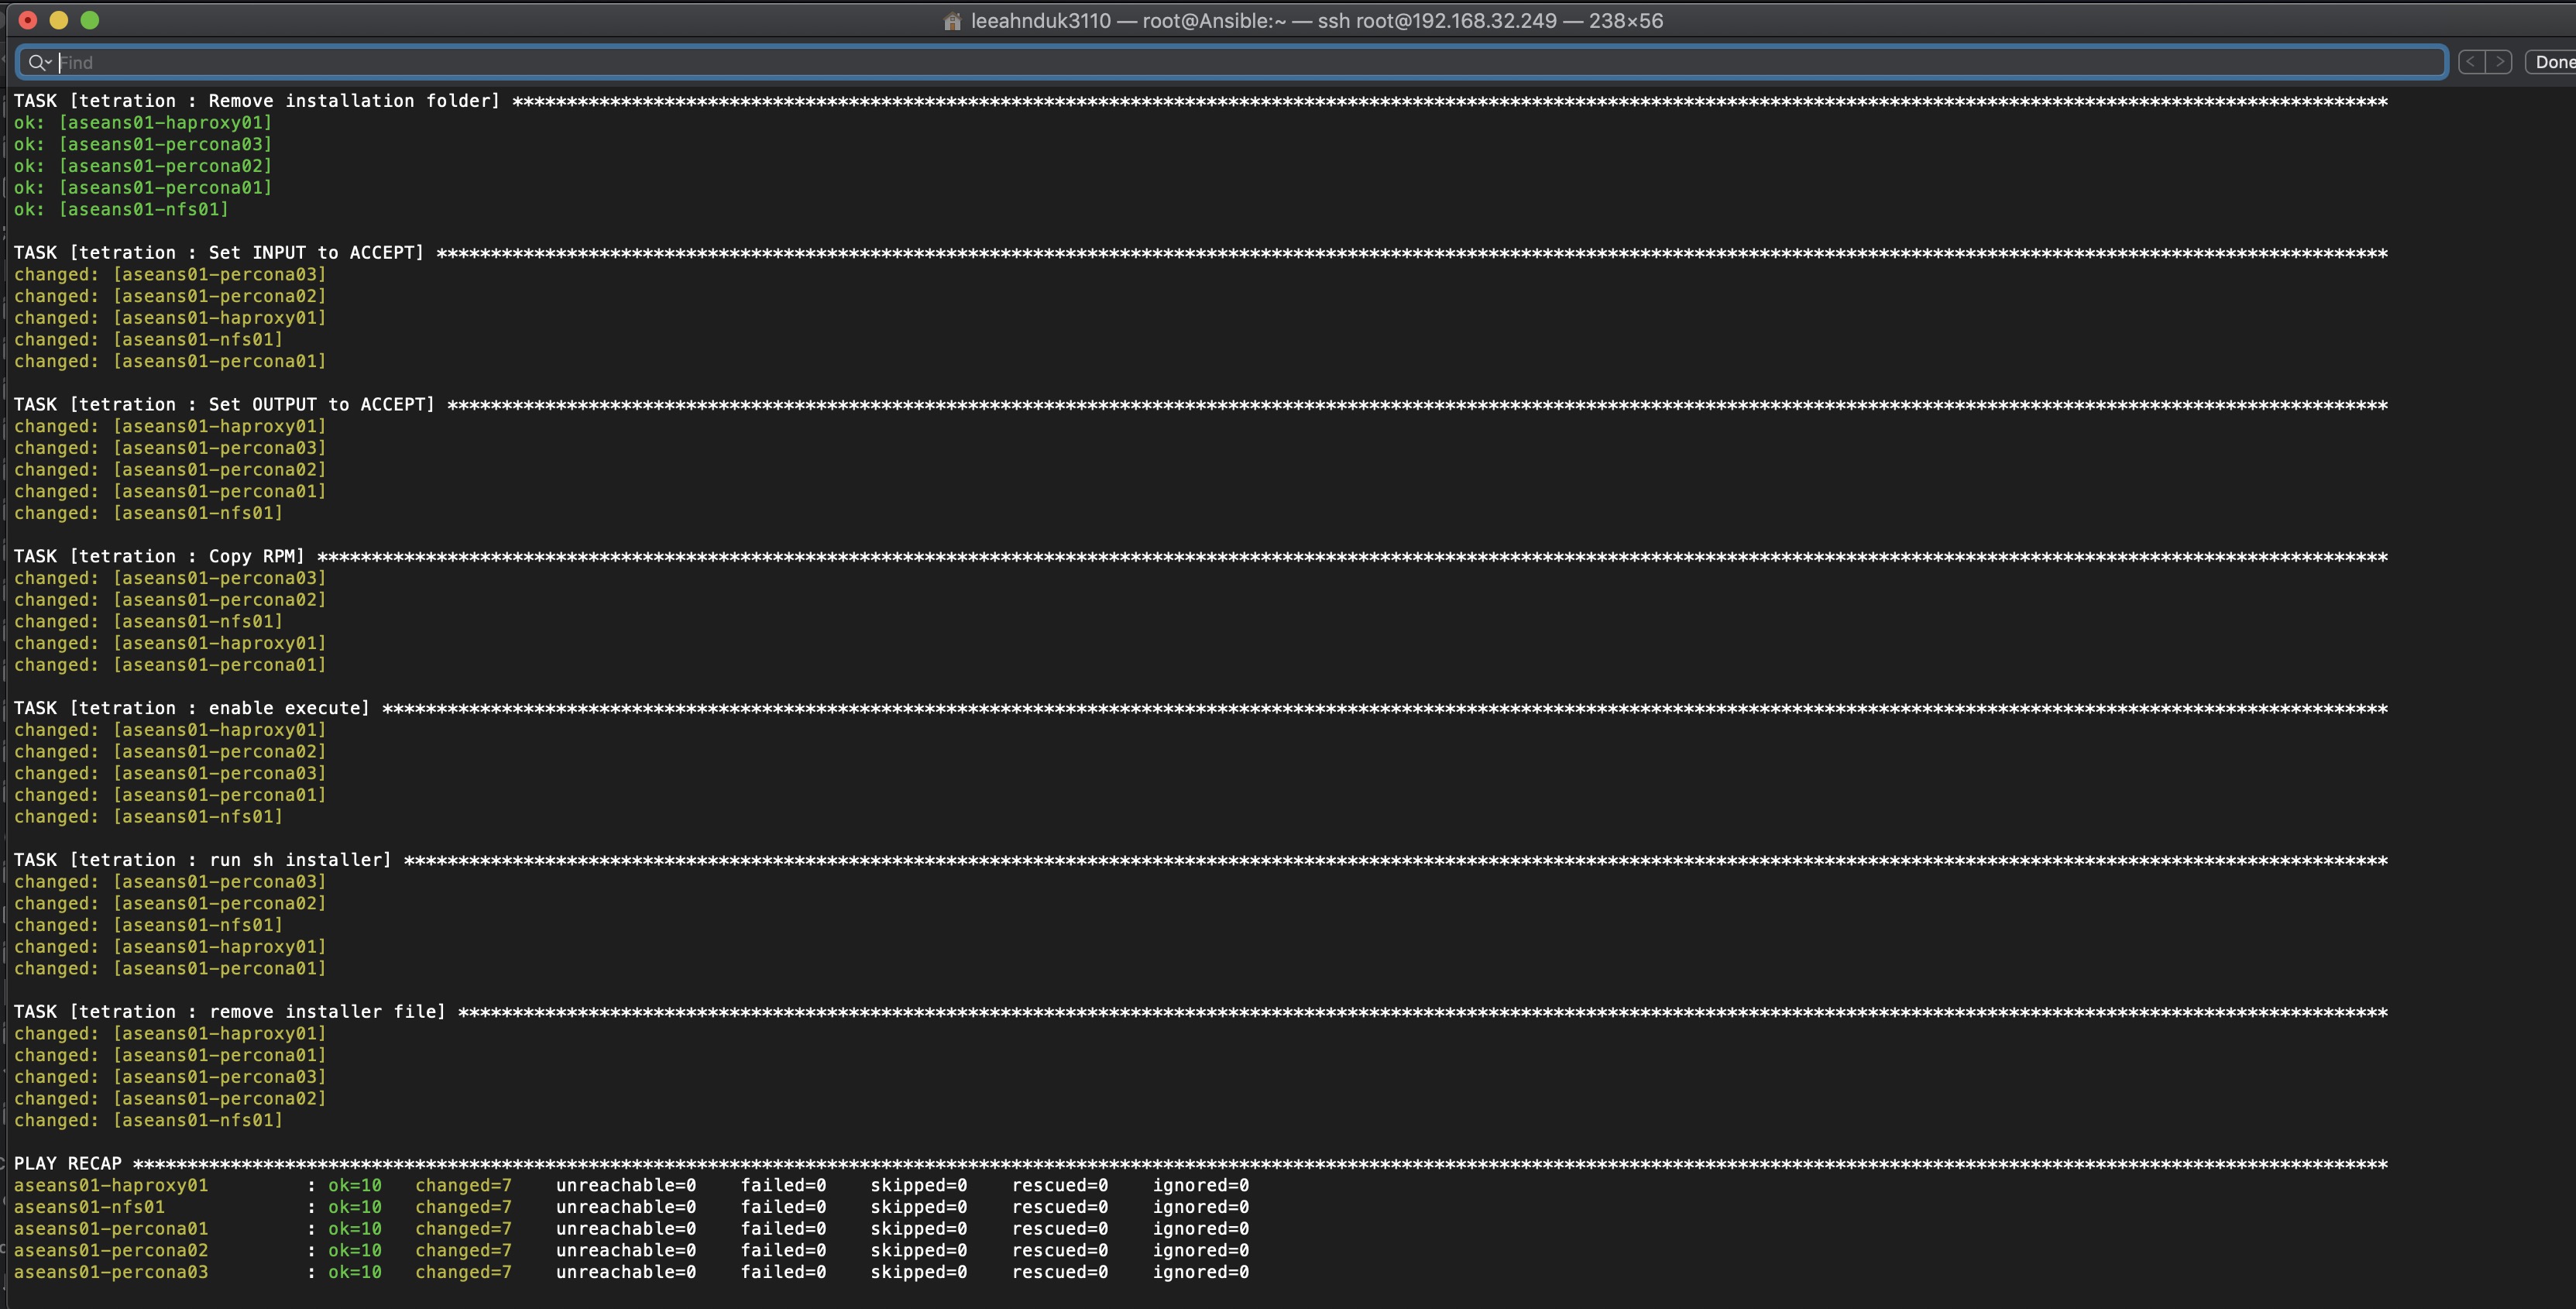 leeahnduk3110 — root@Ansible:~ — ssh root@192.168.32.249 — 238×56
Find
< > Done
TASK [tetration : Remove installation folder] ****************************************************************************************************************************************************************************
ok: [aseans01-haproxy01]
ok: [aseans01-percona03]
ok: [aseans01-percona02]
ok: [aseans01-percona01]
ok: [aseans01-nfs01]
TASK [tetration : Set INPUT to ACCEPT] ***********************************************************************************************************************************************************************************
changed: [aseans01-percona03]
changed: [aseans01-percona02]
changed: [aseans01-haproxy01]
changed: [aseans01-nfs01]
changed: [aseans01-percona01]
TASK [tetration : Set OUTPUT to ACCEPT] **********************************************************************************************************************************************************************************
changed: [aseans01-haproxy01]
changed: [aseans01-percona03]
changed: [aseans01-percona02]
changed: [aseans01-percona01]
changed: [aseans01-nfs01]
TASK [tetration : Copy RPM] **********************************************************************************************************************************************************************************************
changed: [aseans01-percona03]
changed: [aseans01-percona02]
changed: [aseans01-nfs01]
changed: [aseans01-haproxy01]
changed: [aseans01-percona01]
TASK [tetration : enable execute] ****************************************************************************************************************************************************************************************
changed: [aseans01-haproxy01]
changed: [aseans01-percona02]
changed: [aseans01-percona03]
changed: [aseans01-percona01]
changed: [aseans01-nfs01]
TASK [tetration : run sh installer] **************************************************************************************************************************************************************************************
changed: [aseans01-percona03]
changed: [aseans01-percona02]
changed: [aseans01-nfs01]
changed: [aseans01-haproxy01]
changed: [aseans01-percona01]
TASK [tetration : remove installer file] *********************************************************************************************************************************************************************************
changed: [aseans01-haproxy01]
changed: [aseans01-percona01]
changed: [aseans01-percona03]
changed: [aseans01-percona02]
changed: [aseans01-nfs01]
PLAY RECAP ***************************************************************************************************************************************************************************************************************
aseans01-haproxy01 : ok=10 changed=7 unreachable=0 failed=0 skipped=0 rescued=0 ignored=0
aseans01-nfs01 : ok=10 changed=7 unreachable=0 failed=0 skipped=0 rescued=0 ignored=0
aseans01-percona01 : ok=10 changed=7 unreachable=0 failed=0 skipped=0 rescued=0 ignored=0
aseans01-percona02 : ok=10 changed=7 unreachable=0 failed=0 skipped=0 rescued=0 ignored=0
aseans01-percona03 : ok=10 changed=7 unreachable=0 failed=0 skipped=0 rescued=0 ignored=0